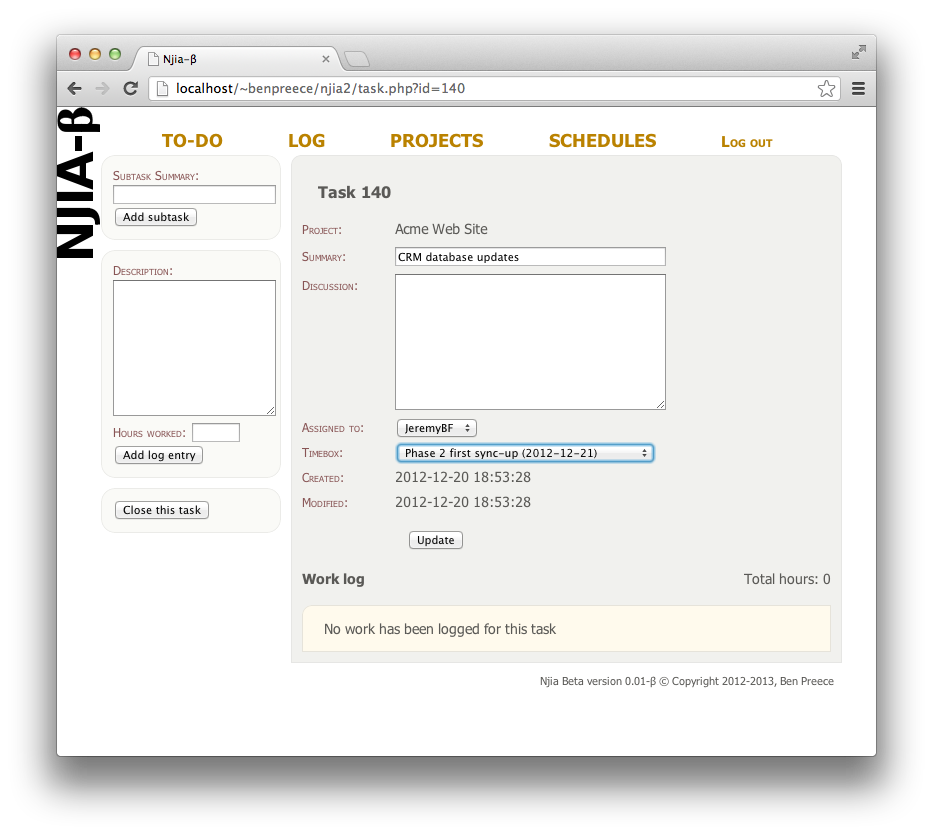 Njia-β
localhost/~benpreece/njia2/task.php?id=140
NJIA-β
TO-DO LOG PROJECTS SCHEDULES Log out
Subtask Summary:
Add subtask
Description:
Hours worked:
Add log entry
Close this task
Task 140
Project: Acme Web Site
Summary: CRM database updates
Discussion:
Assigned to: JeremyBF
Timebox: Phase 2 first sync-up (2012-12-21)
Created: 2012-12-20 18:53:28
Modified: 2012-12-20 18:53:28
Update
Work log Total hours: 0
No work has been logged for this task
Njia Beta version 0.01-β © Copyright 2012-2013, Ben Preece